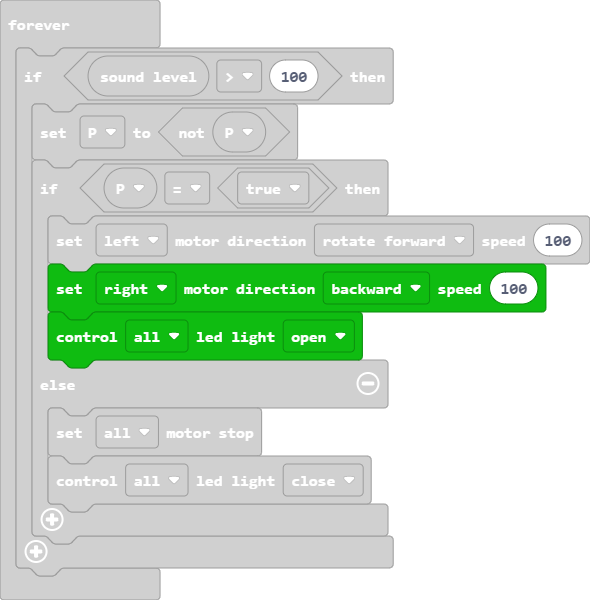 forever
if sound level > 100 then
set P to not P
if P = true then
set left motor direction rotate forward speed 100
set right motor direction backward speed 100
control all led light open
else
set all motor stop
control all led light close